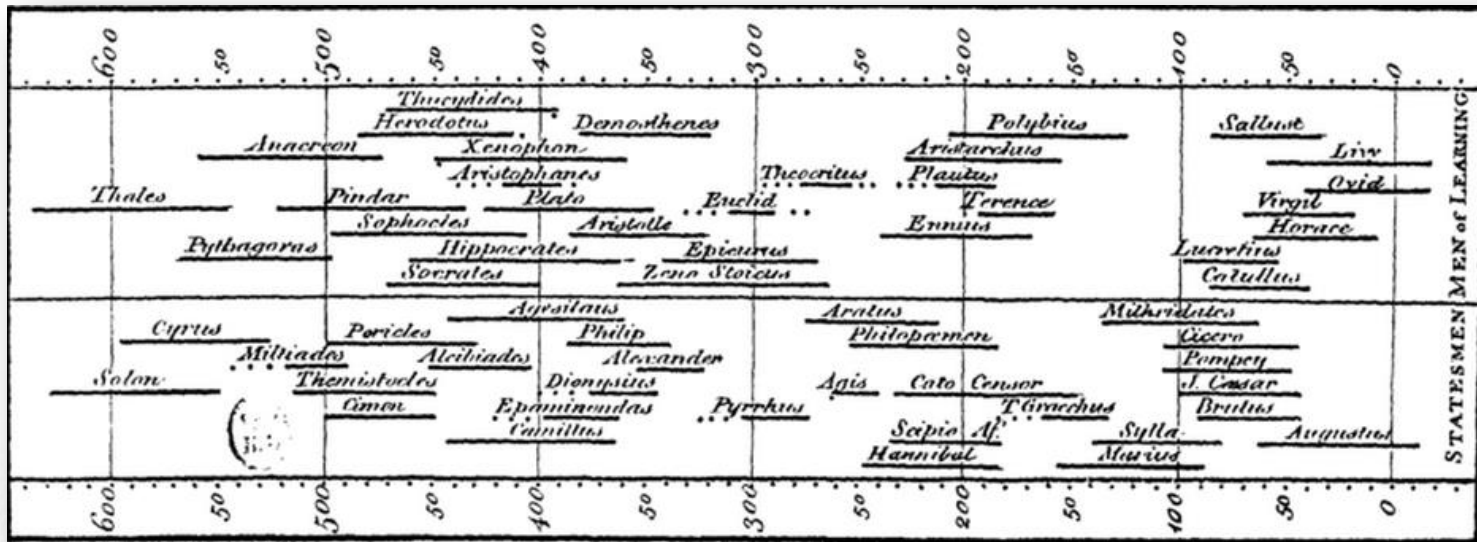 600 50 500 50 400 50 300 50 200 50 100 50 0
Thucydides
Herodotus Demosthenes Polybius Sallust
Anacreon Xenophon Aristarchus Livy
Aristophanes Theocritus Plautus Ovid
Thales Pindar Plato Euclid Terence Virgil
Sophocles Aristotle Ennius Horace
Pythagoras Hippocrates Epicurus Lucretius
Socrates Zeno Stoicus Catullus
MEN of LEARNING
Agesilaus Aratus Mithridates
Cyrus Pericles Philip Philopœmen Cicero
Miltiades Alcibiades Alexander Pompey
Solon Themistocles Dionysius Agis Cato Censor J. Cæsar
Cimon Epaminondas Pyrrhus T Gracchus Brutus
Camillus Scipio Af. Sylla Augustus
Hannibal Marius
STATESMEN
600 50 500 50 400 50 300 50 200 50 100 50 0